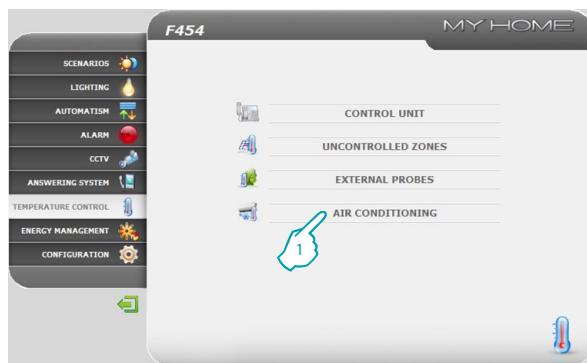 F454
MY HOME
SCENARIOS
LIGHTING
AUTOMATISM
ALARM
CCTV
ANSWERING SYSTEM
TEMPERATURE CONTROL
ENERGY MANAGEMENT
CONFIGURATION
CONTROL UNIT
UNCONTROLLED ZONES
EXTERNAL PROBES
AIR CONDITIONING
1